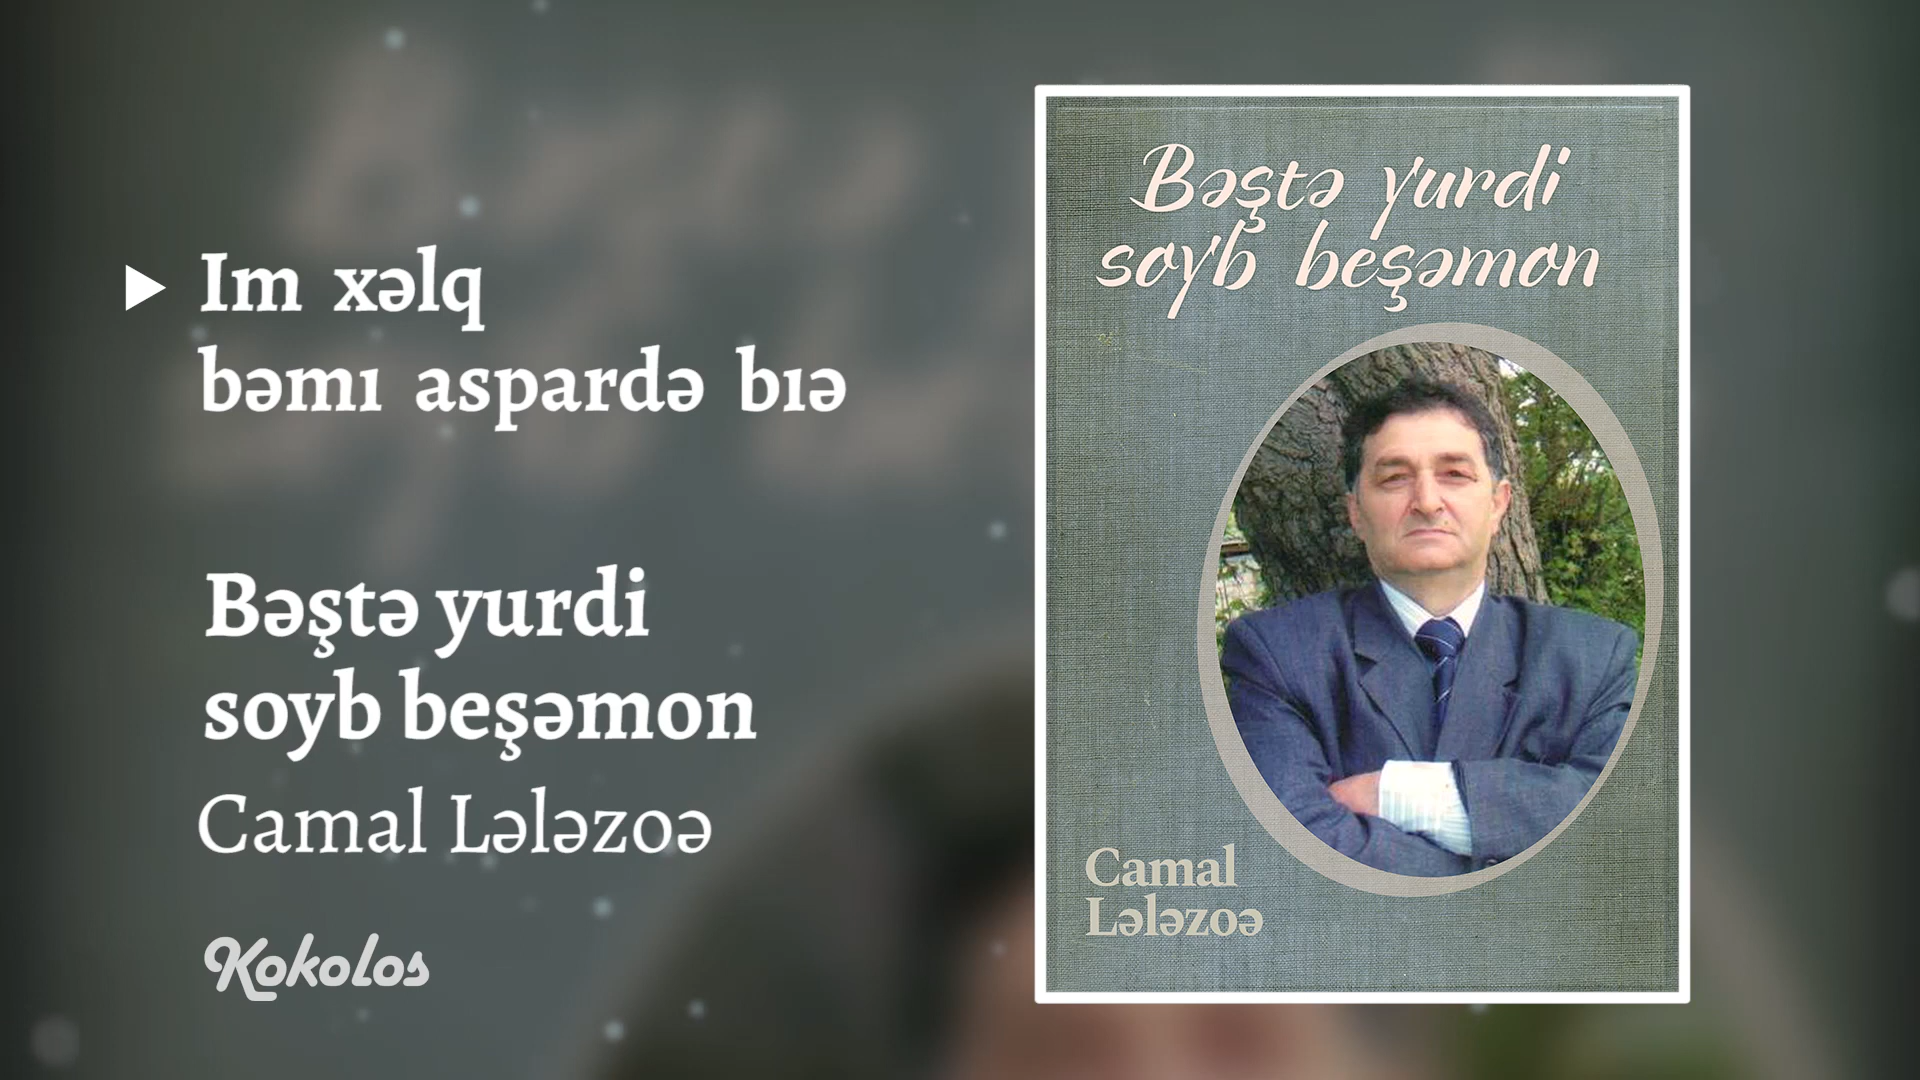 Im xəlq
bəmı aspardə bıə
Bəştə yurdi
soyb beşəmon
Camal Lələzoə
Kokolos
Bəştə yurdi
soyb beşəmon
Camal
Lələzoə